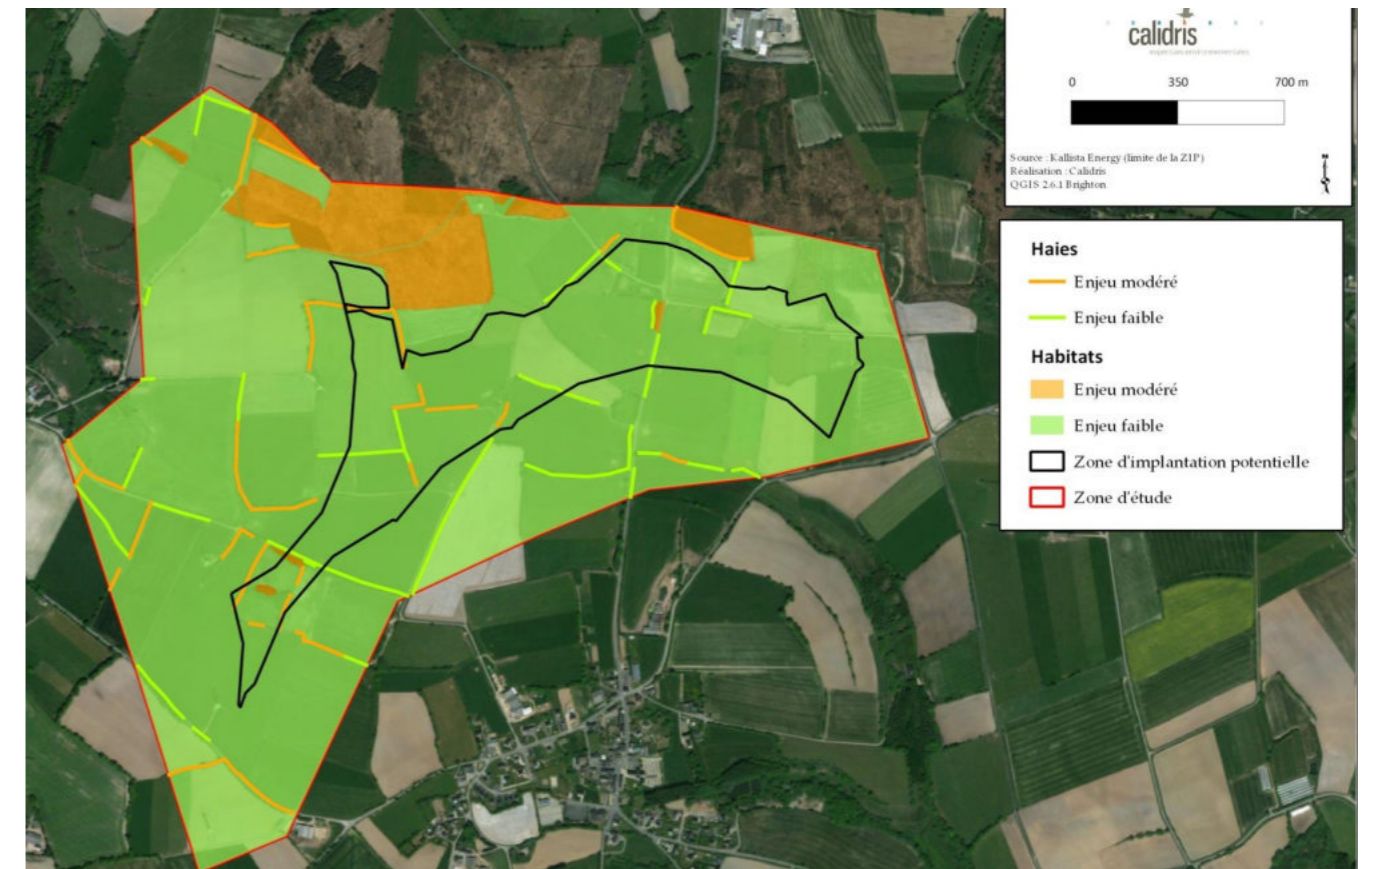 calidris
0 350 700 m
Source : Kallista Energy (limite de la ZIP)
Réalisation : Calidris
QGIS 2.6.1 Brighton
N
Haies
Enjeu modéré
Enjeu faible
Habitats
Enjeu modéré
Enjeu faible
Zone d'implantation potentielle
Zone d'étude